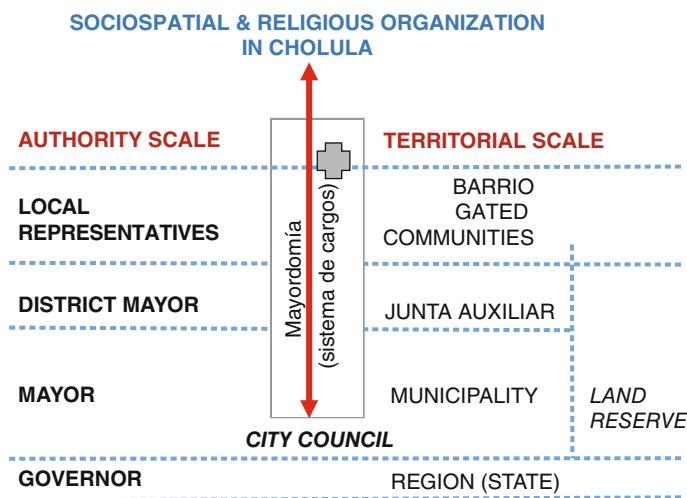 SOCIOSPATIAL & RELIGIOUS ORGANIZATION
IN CHOLULA
AUTHORITY SCALE
TERRITORIAL SCALE
Mayordomía
(sistema de cargos)
LOCAL
REPRESENTATIVES
BARRIO
GATED
COMMUNITIES
DISTRICT MAYOR
JUNTA AUXILIAR
MAYOR
MUNICIPALITY
LAND
RESERVE
CITY COUNCIL
GOVERNOR
REGION (STATE)